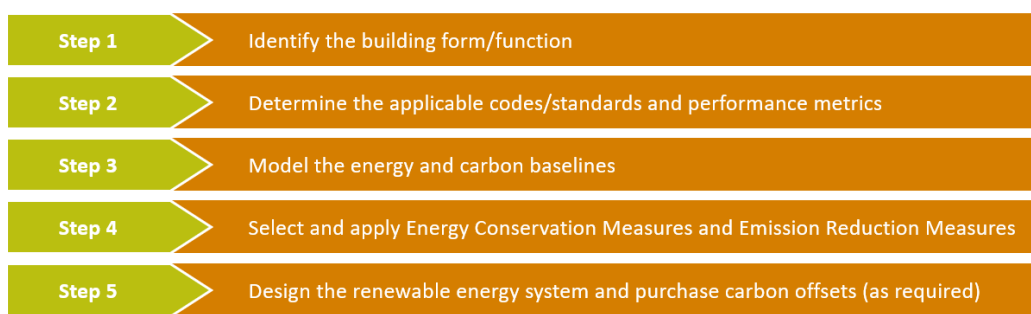 Step 1 Identify the building form/function
Step 2 Determine the applicable codes/standards and performance metrics
Step 3 Model the energy and carbon baselines
Step 4 Select and apply Energy Conservation Measures and Emission Reduction Measures
Step 5 Design the renewable energy system and purchase carbon offsets (as required)